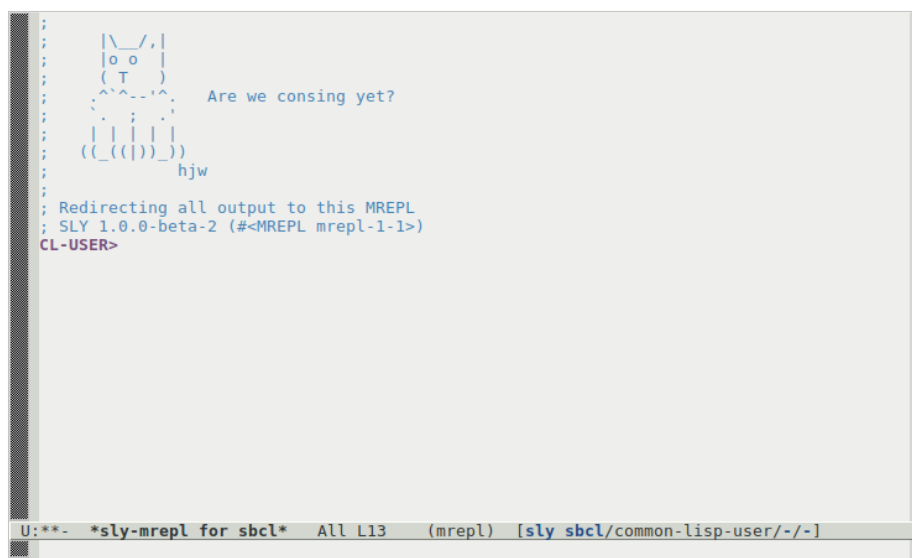 ;
;     |\__/,|
;     |o o  |
;     ( T   )
;    .^`^--'^.   Are we consing yet?
;    `.  ;  .'
;    | | | | |
;   ((_((|))_))
;             hjw
;
; Redirecting all output to this MREPL
; SLY 1.0.0-beta-2 (#<MREPL mrepl-1-1>)
CL-USER>
U:**-  *sly-mrepl for sbcl*   All L13    (mrepl)  [sly sbcl/common-lisp-user/-/-]